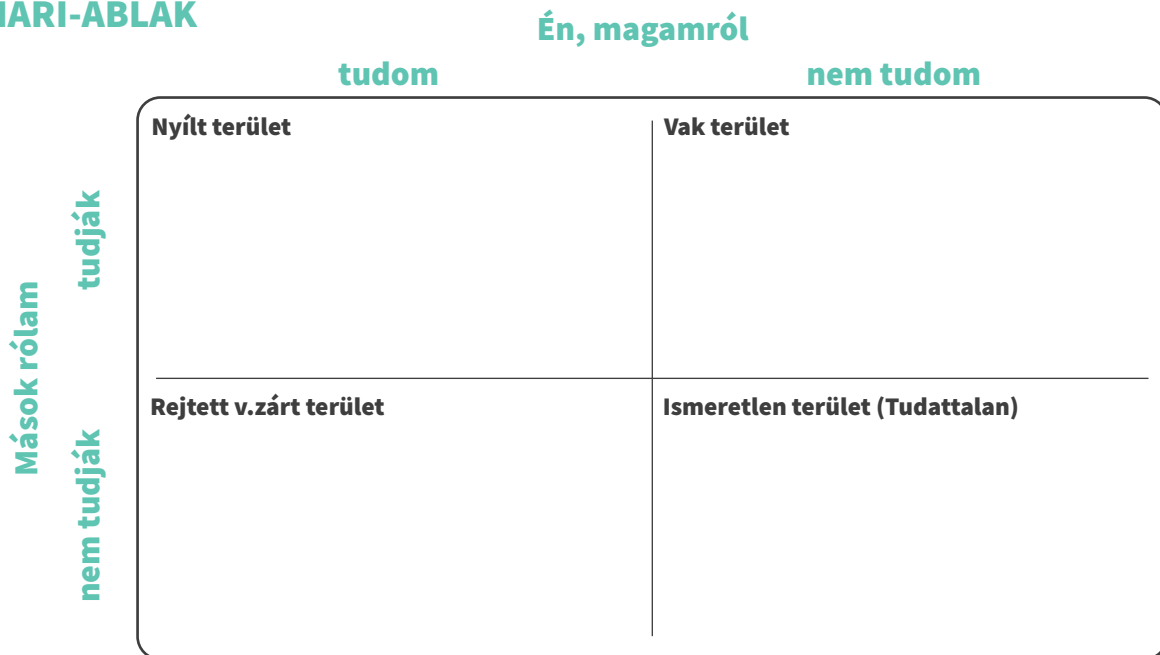 HARI-ABLAK
Én, magamról
tudom
nem tudom
Nyílt terület
Vak terület
tudják
Mások rólam
Rejtett v.zárt terület
Ismeretlen terület (Tudattalan)
nem tudják